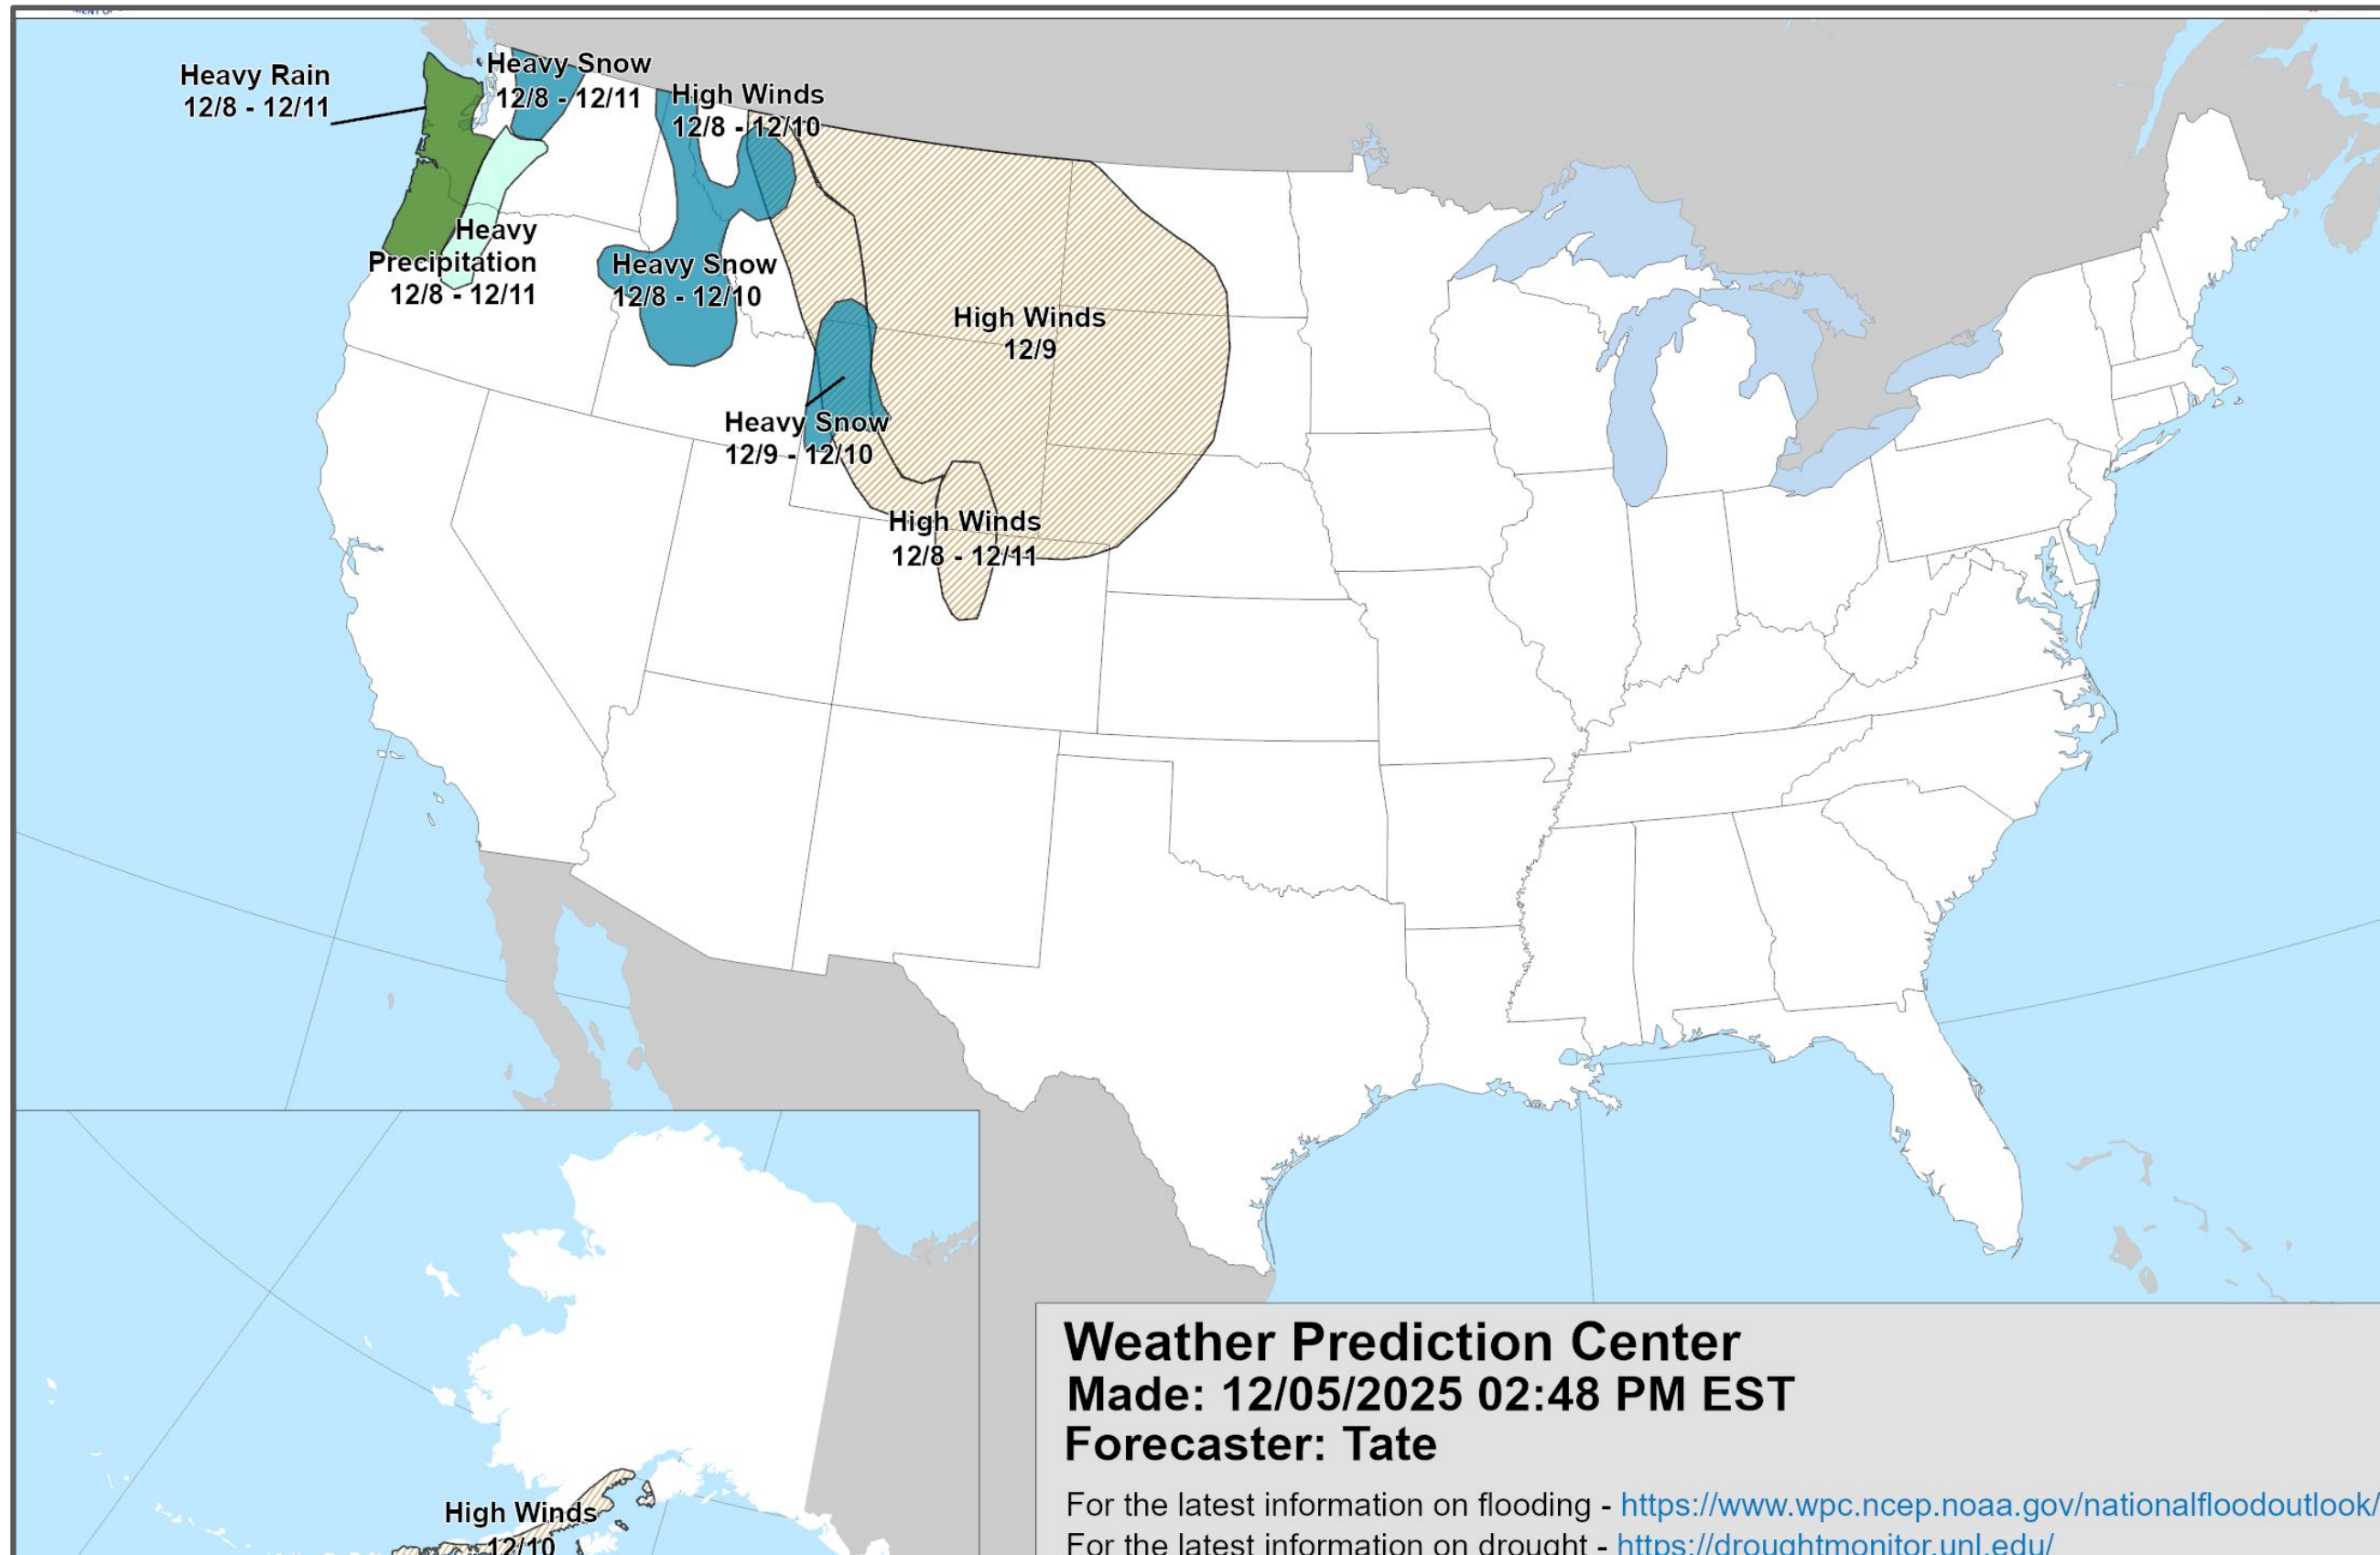 Heavy Rain
12/8 - 12/11
Heavy Snow
12/8 - 12/11
High Winds
12/8 - 12/10
Heavy
Precipitation
12/8 - 12/11
Heavy Snow
12/8 - 12/10
High Winds
12/9
Heavy Snow
12/9 - 12/10
High Winds
12/8 - 12/11
High Winds
12/10
Weather Prediction Center
Made: 12/05/2025 02:48 PM EST
Forecaster: Tate
For the latest information on flooding - https://www.wpc.ncep.noaa.gov/nationalfloodoutlook/
For the latest information on drought - https://droughtmonitor.unl.edu/